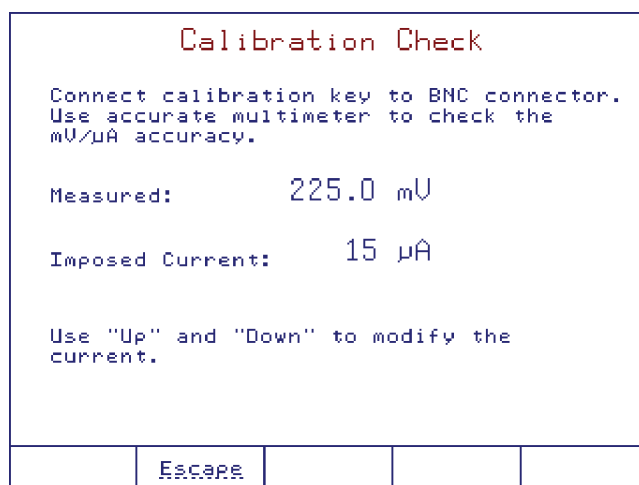 Calibration Check
Connect calibration key to BNC connector.
Use accurate multimeter to check the
mV/µA accuracy.
Measured: 225.0 mV
Imposed Current: 15 µA
Use "Up" and "Down" to modify the
current.
Escape